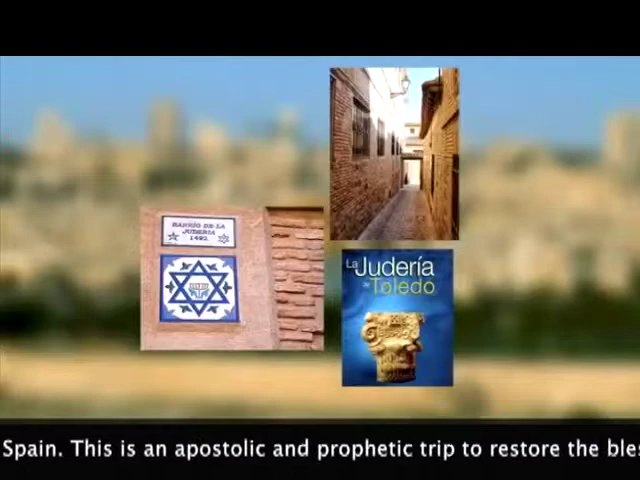 BARRIO DE LA
JUDERIA
1492
La Judería
de Toledo
Spain. This is an apostolic and prophetic trip to restore the bles